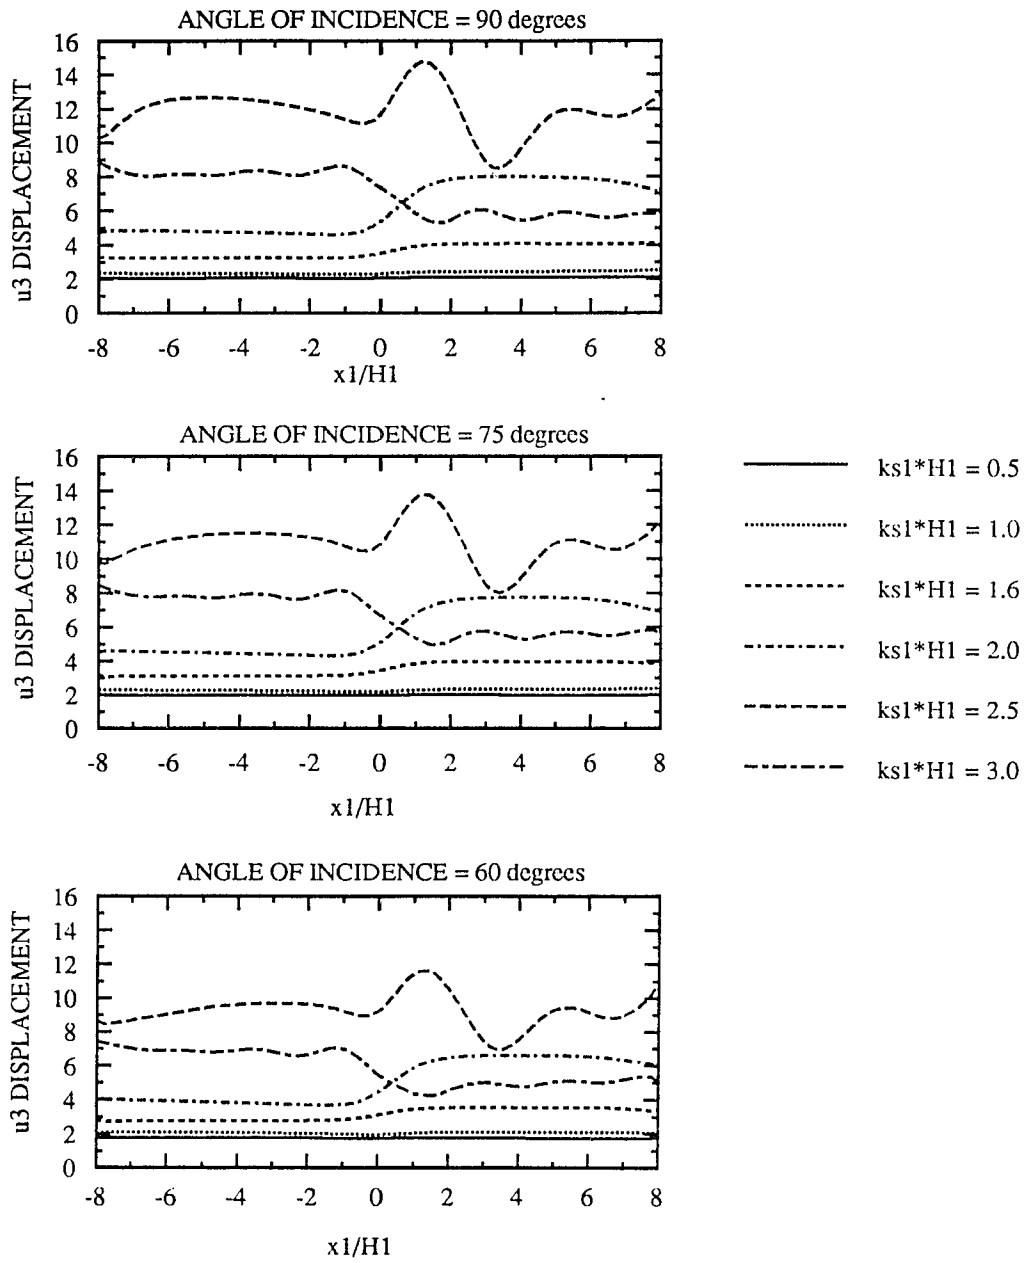 ANGLE OF INCIDENCE = 90 degrees
16
14
12
10
8
6
4
2
0
u3 DISPLACEMENT
-8 -6 -4 -2 0 2 4 6 8
x1/H1
ANGLE OF INCIDENCE = 75 degrees
16
14
12
10
8
6
4
2
0
u3 DISPLACEMENT
-8 -6 -4 -2 0 2 4 6 8
x1/H1
ks1*H1 = 0.5
ks1*H1 = 1.0
ks1*H1 = 1.6
ks1*H1 = 2.0
ks1*H1 = 2.5
ks1*H1 = 3.0
ANGLE OF INCIDENCE = 60 degrees
16
14
12
10
8
6
4
2
0
u3 DISPLACEMENT
-8 -6 -4 -2 0 2 4 6 8
x1/H1